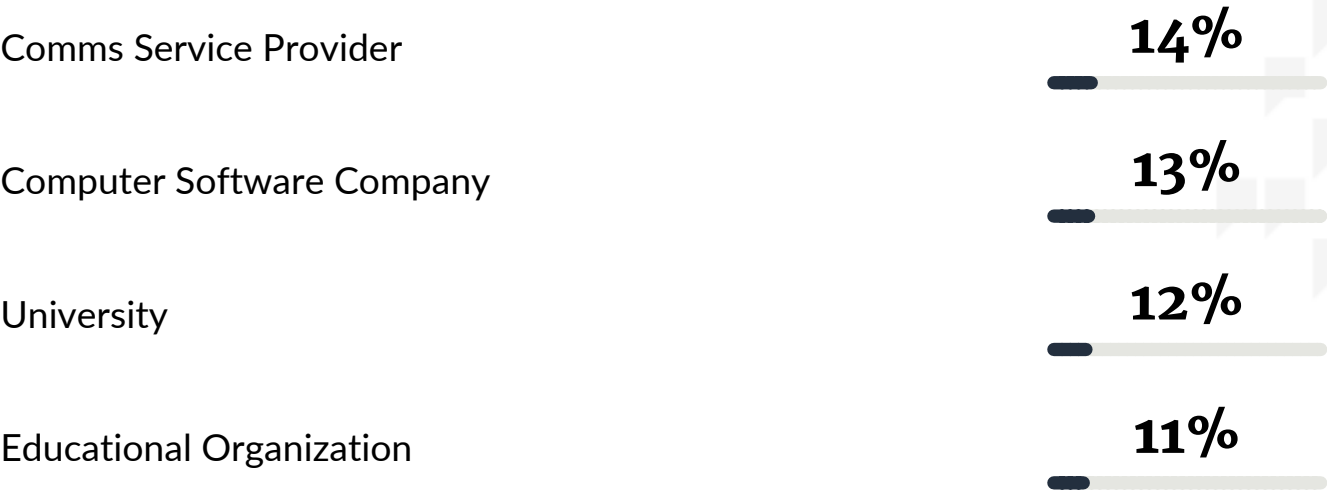 Comms Service Provider
14%
Computer Software Company
13%
University
12%
Educational Organization
11%